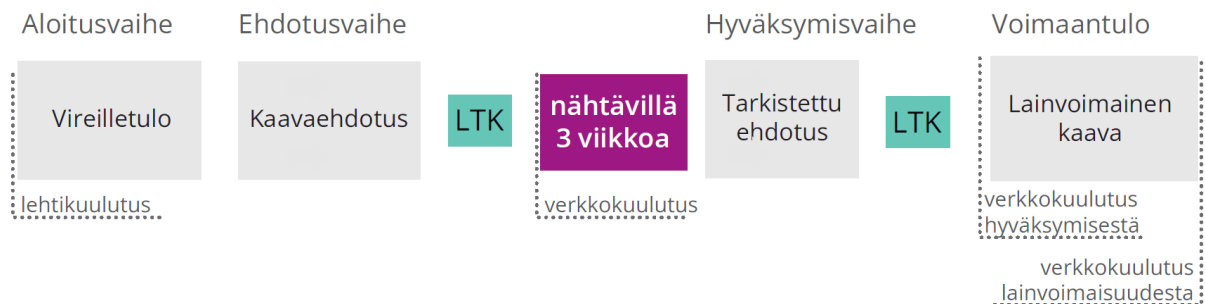 Aloitusvaihe
Ehdotusvaihe
Hyväksymisvaihe
Voimaantulo
Vireilletulo
Kaavaehdotus
LTK
nähtävillä
3 viikkoa
Tarkistettu
ehdotus
LTK
Lainvoimainen
kaava
lehtikuulutus
verkkokuulutus
verkkokuulutus
hyväksymisestä
verkkokuulutus
lainvoimaisuudesta